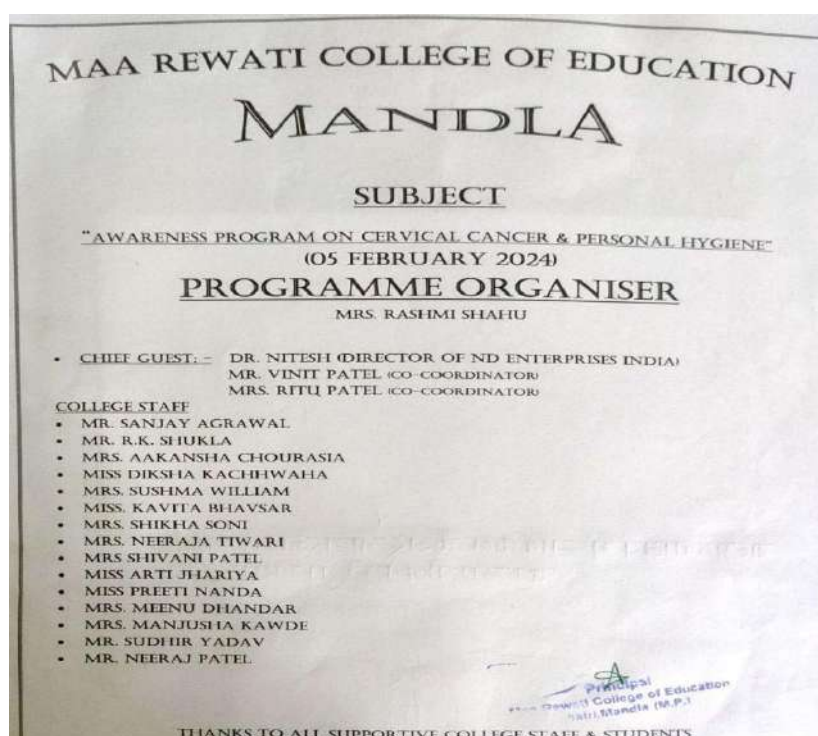 MAA REWATI COLLEGE OF EDUCATION
MANDLA
SUBJECT
"AWARENESS PROGRAM ON CERVICAL CANCER & PERSONAL HYGIENE"
(05 FEBRUARY 2024)
PROGRAMME ORGANISER
MRS. RASHMI SHAHU
• CHIEF GUEST: - DR. NITESH (DIRECTOR OF ND ENTERPRISES INDIA)
MR. VINIT PATEL (CO-COORDINATOR)
MRS. RITU PATEL (CO-COORDINATOR)
COLLEGE STAFF
• MR. SANJAY AGRAWAL
• MR. R.K. SHUKLA
• MRS. AAKANSHA CHOURASIA
• MISS DIKSHA KACHHWAHA
• MRS. SUSHMA WILLIAM
• MISS. KAVITA BHAVSAR
• MRS. SHIKHA SONI
• MRS. NEERAJA TIWARI
• MRS SHIVANI PATEL
• MISS ARTI JHARIYA
• MISS PREETI NANDA
• MRS. MEENU DHANDAR
• MRS. MANJUSHA KAWDE
• MR. SUDHIR YADAV
• MR. NEERAJ PATEL
Principal
Rewati College of Education
Mandla (M.P.)
THANKS TO ALL SUPPORTIVE COLLEGE STAFF & STUDENTS